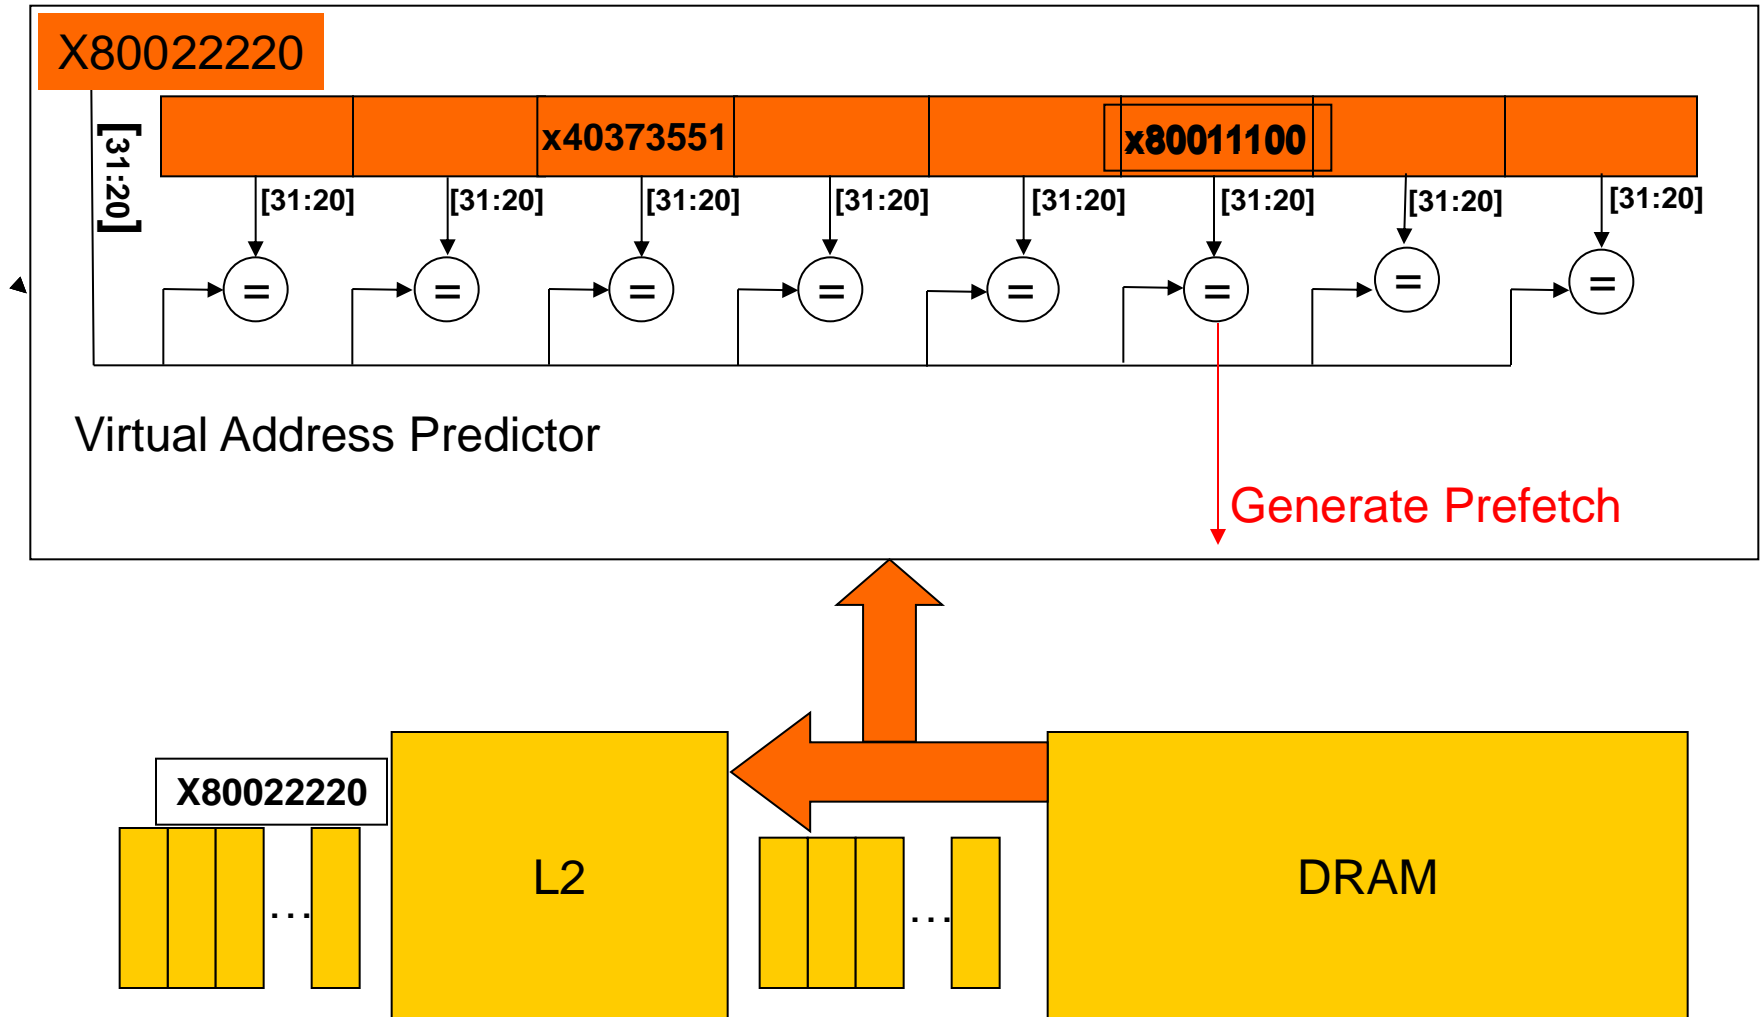 X80022220
[31:20]
x40373551
x80011100
[31:20] [31:20] [31:20] [31:20] [31:20] [31:20] [31:20] [31:20]
= = = = = = = =
Virtual Address Predictor
Generate Prefetch
X80022220
L2
DRAM
...
...